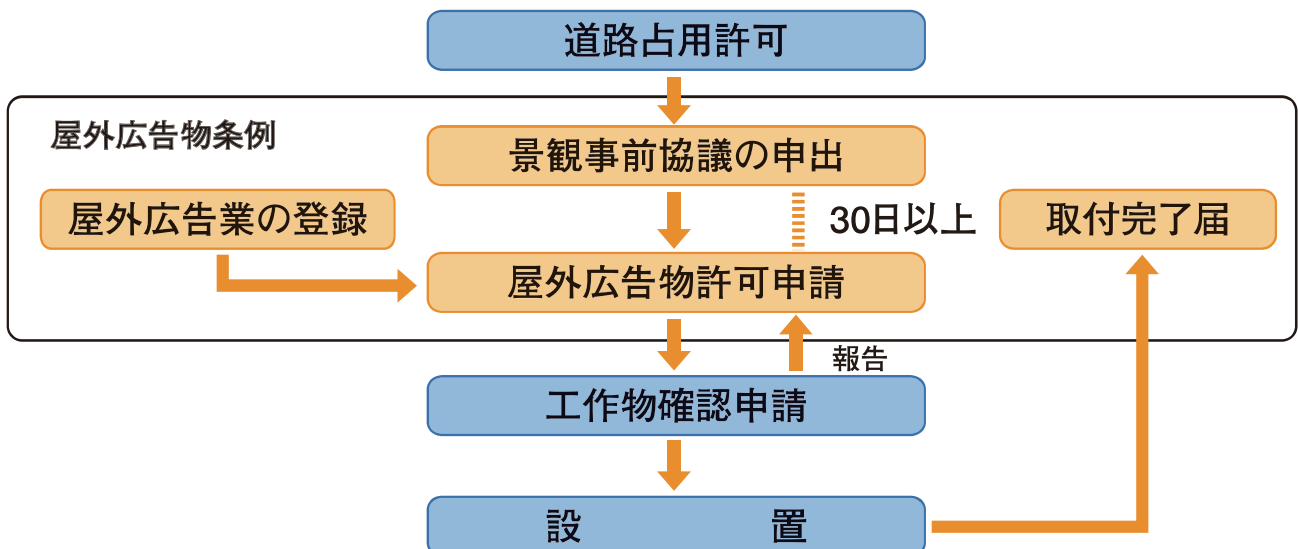 道路占用許可
屋外広告物条例
景観事前協議の申出
屋外広告業の登録
30日以上
取付完了届
屋外広告物許可申請
報告
工作物確認申請
設置